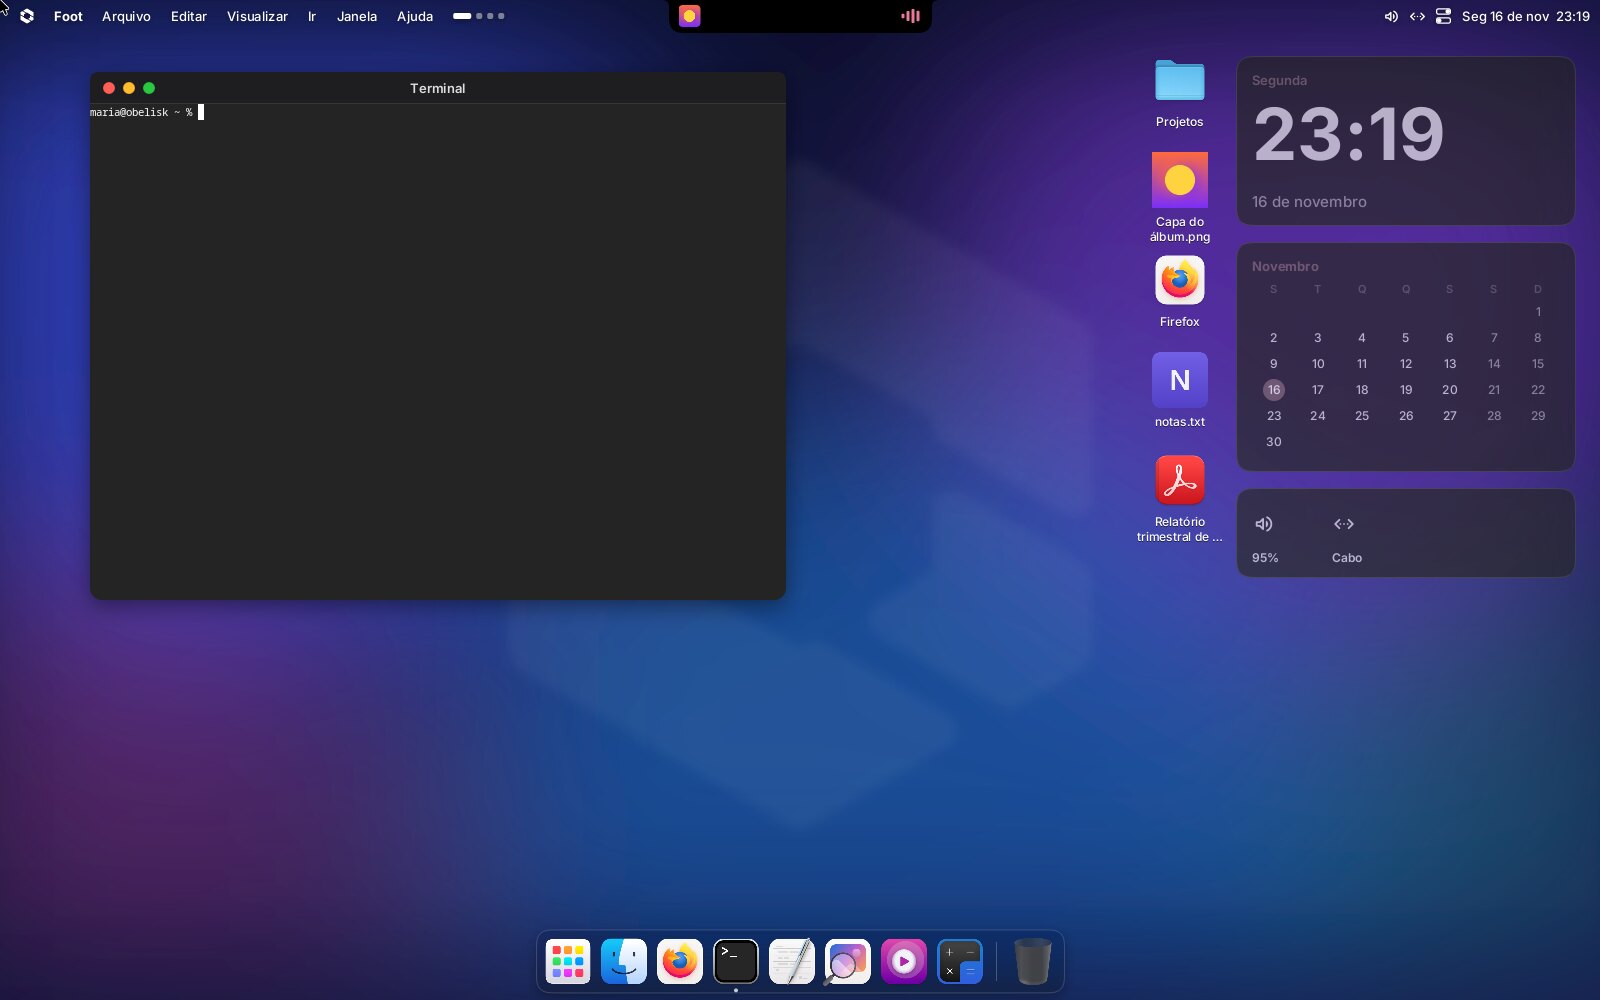 Foot Arquivo Editar Visualizar Ir Janela Ajuda
Seg 16 de nov 23:19
Terminal
maria@obelisk ~ %
Projetos
Capa do
álbum.png
Firefox
N
notas.txt
Relatório
trimestral de ...
Segunda
23:19
16 de novembro
Novembro
S T Q Q S S D
1
2 3 4 5 6 7 8
9 10 11 12 13 14 15
16 17 18 19 20 21 22
23 24 25 26 27 28 29
30
95% Cabo